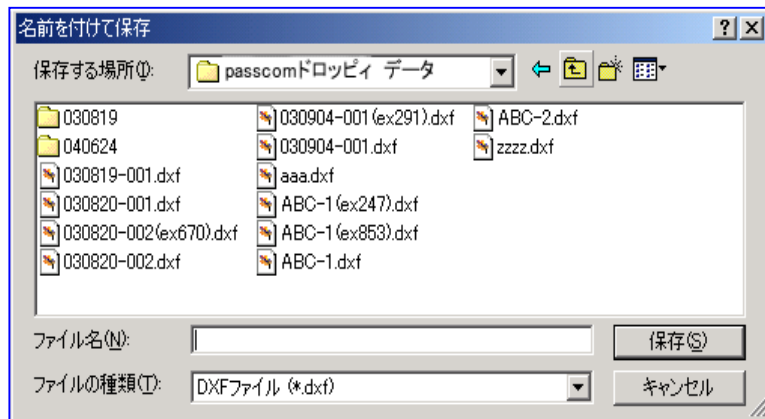 名前を付けて保存
保存する場所(I):
passcomドロッピィ データ
030819
040624
030819-001.dxf
030820-001.dxf
030820-002(ex670).dxf
030820-002.dxf
030904-001(ex291).dxf
030904-001.dxf
aaa.dxf
ABC-1(ex247).dxf
ABC-1(ex853).dxf
ABC-1.dxf
ABC-2.dxf
zzzz.dxf
ファイル名(N):
保存(S)
ファイルの種類(T):
DXFファイル (*.dxf)
キャンセル